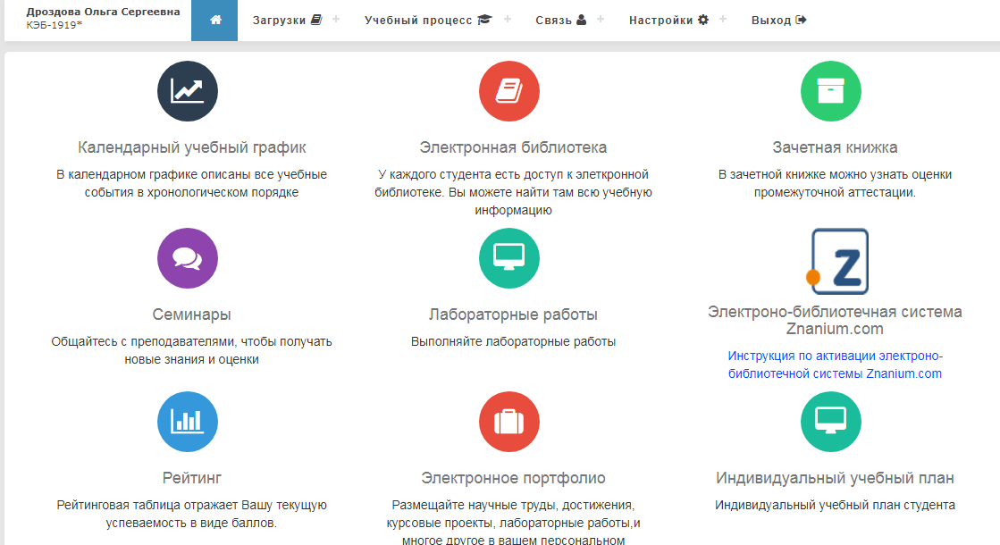 Дроздова Ольга Сергеевна
КЭБ-1919*
Загрузки + Учебный процесс + Связь + Настройки + Выход
Календарный учебный график
В календарном графике описаны все учебные
события в хронологическом порядке
Электронная библиотека
У каждого студента есть доступ к элеткронной
библиотеке. Вы можете найти там всю учебную
информацию
Зачетная книжка
В зачетной книжке можно узнать оценки
промежуточной аттестации.
Семинары
Общайтесь с преподавателями, чтобы получать
новые знания и оценки
Лабораторные работы
Выполняйте лабораторные работы
Z
Электроно-библиотечная система
Znanium.com
Инструкция по активации электроно-
библиотечной системы Znanium.com
Рейтинг
Рейтинговая таблица отражает Вашу текущую
успеваемость в виде баллов.
Электронное портфолио
Размещайте научные труды, достижения,
курсовые проекты, лабораторные работы,и
многое другое в вашем персональном
Индивидуальный учебный план
Индивидуальный учебный план студента